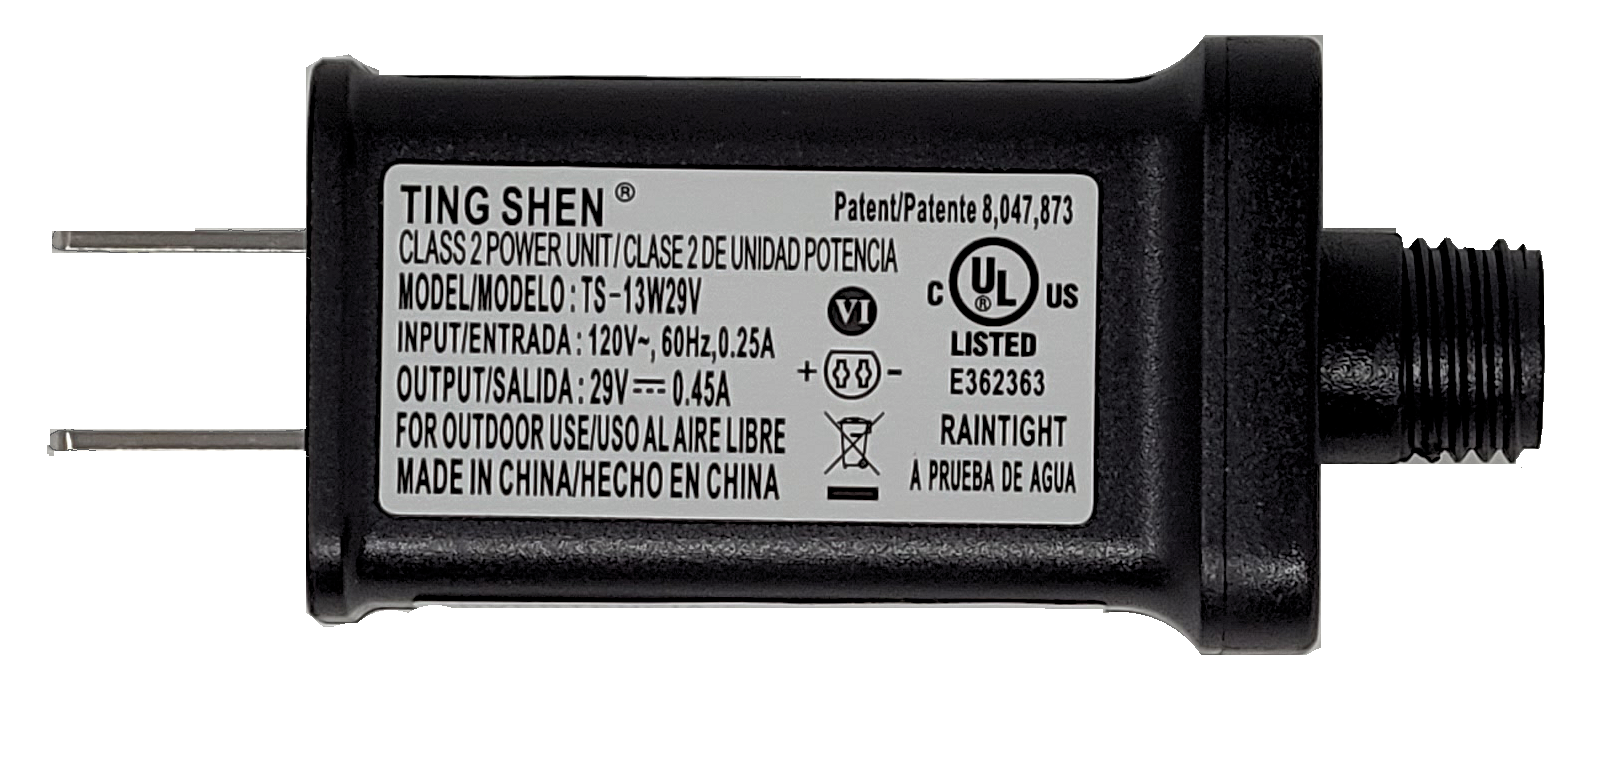 TING SHEN ®
Patent/Patente 8,047,873
CLASS 2 POWER UNIT/CLASE 2 DE UNIDAD POTENCIA
MODEL/MODELO : TS-13W29V
INPUT/ENTRADA : 120V~, 60Hz,0.25A
OUTPUT/SALIDA : 29V⎓ 0.45A
FOR OUTDOOR USE/USO AL AIRE LIBRE
MADE IN CHINA/HECHO EN CHINA
VI
+ -
C UL ® US
LISTED
E362363
RAINTIGHT
A PRUEBA DE AGUA